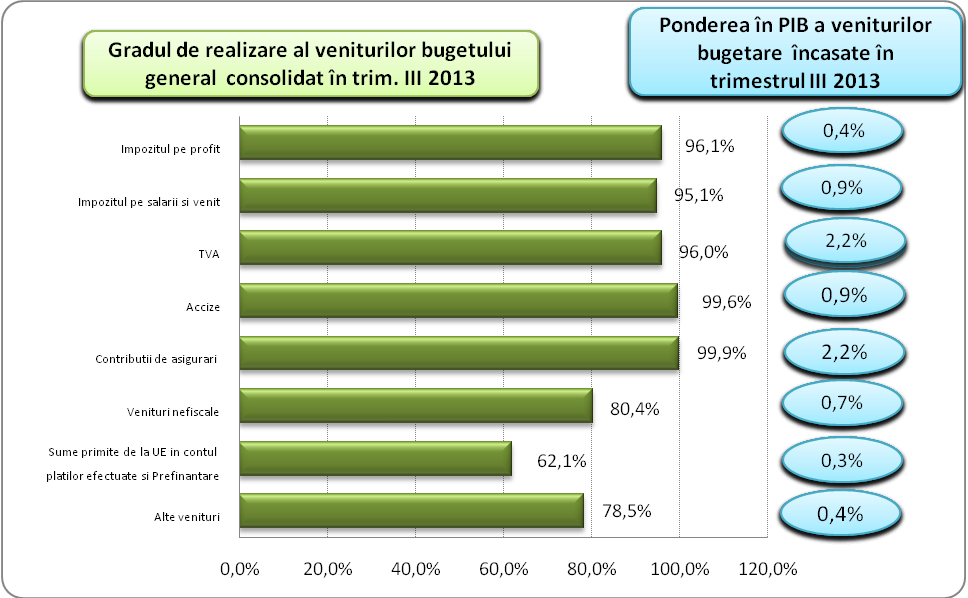 Gradul de realizare al veniturilor bugetului
general consolidat în trim. III 2013
Ponderea în PIB a veniturilor
bugetare încasate în
trimestrul III 2013
Impozitul pe profit
96,1%
0,4%
Impozitul pe salarii si venit
95,1%
0,9%
TVA
96,0%
2,2%
Accize
99,6%
0,9%
Contributii de asigurari
99,9%
2,2%
Venituri nefiscale
80,4%
0,7%
Sume primite de la UE in contul
platilor efectuate si Prefinantare
62,1%
0,3%
Alte venituri
78,5%
0,4%
0,0% 20,0% 40,0% 60,0% 80,0% 100,0% 120,0%